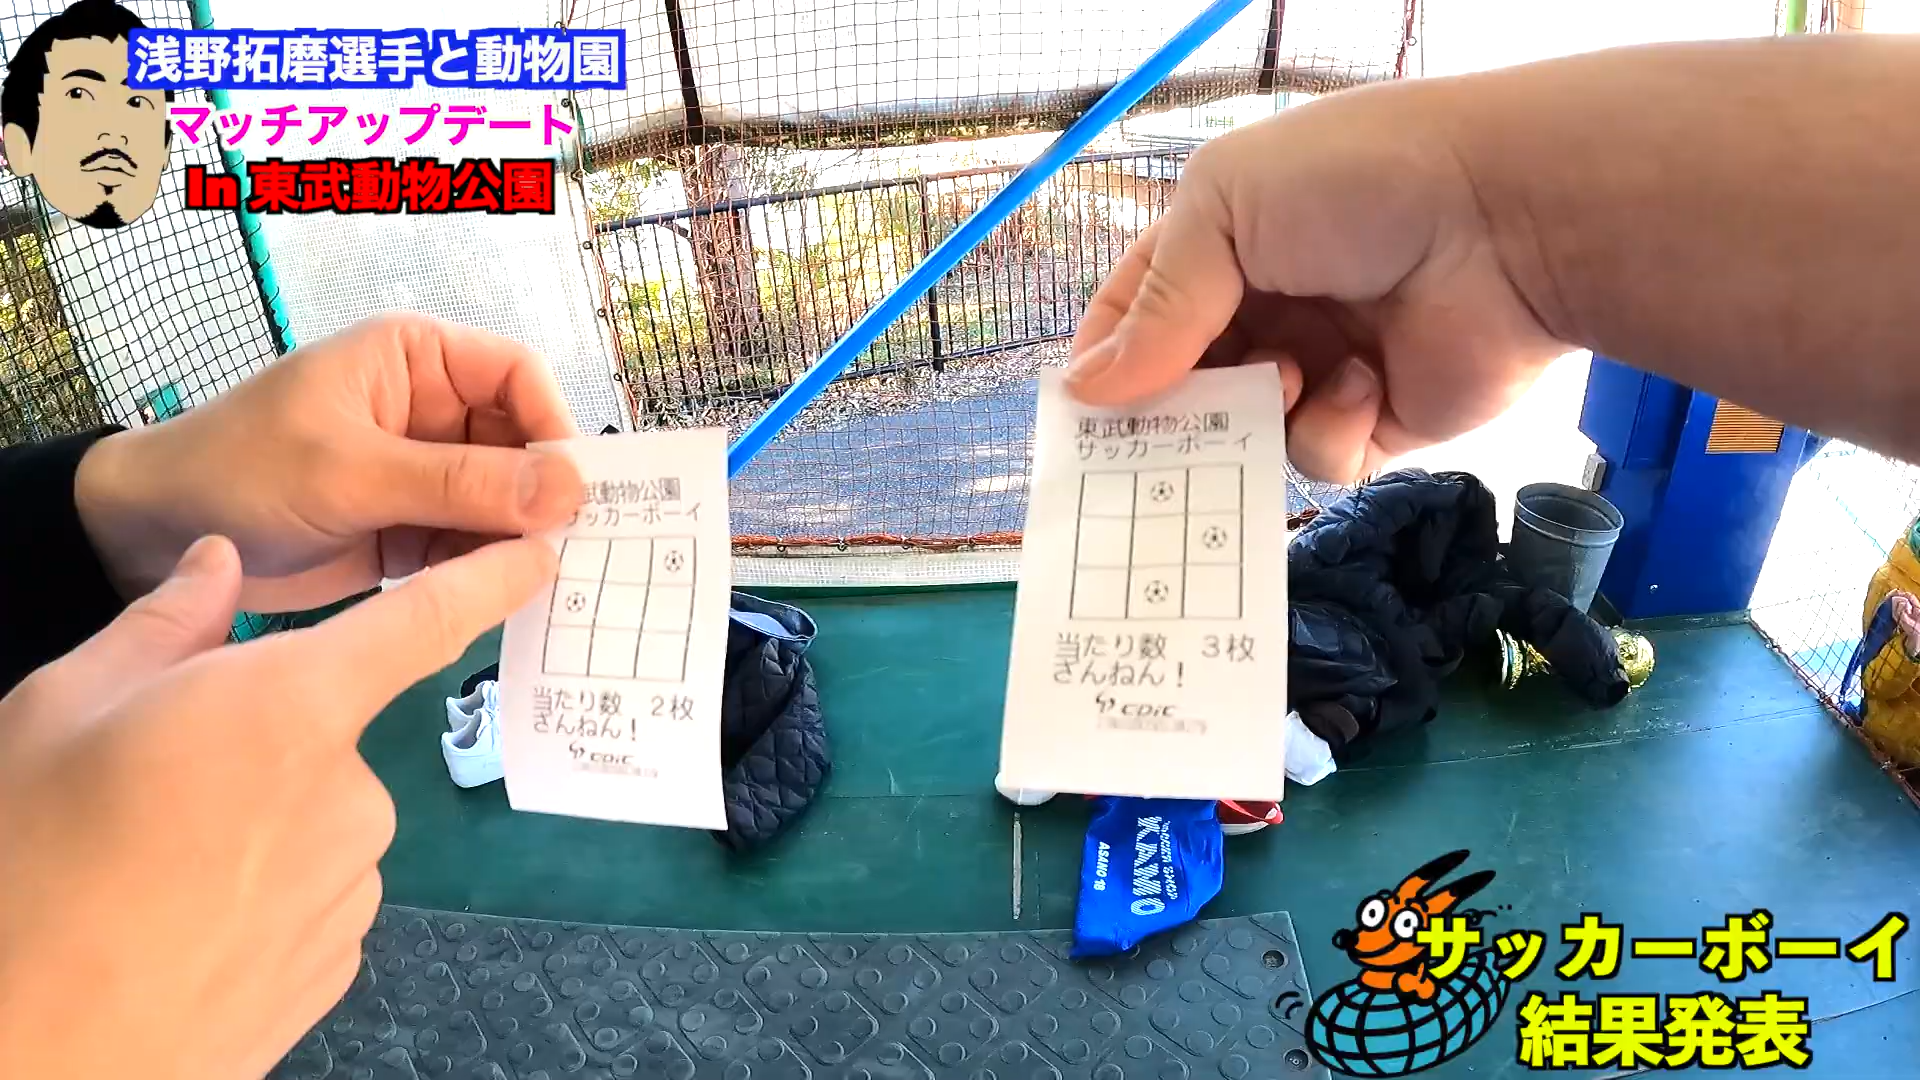 浅野拓磨選手と動物園
マッチアップデート
In 東武動物公園
武動物公園
サッカーボーイ
当たり数 2枚
ざんねん!
EPIC
東武動物公園
サッカーボーイ
当たり数 3枚
ざんねん!
EPIC
KAMO
ASANO 18
サッカーボーイ
結果発表